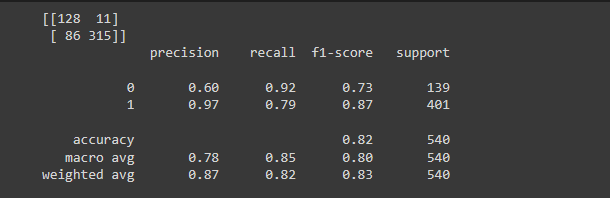 [[128  11]
 [ 86 315]]
              precision    recall  f1-score   support

           0       0.60      0.92      0.73       139
           1       0.97      0.79      0.87       401

    accuracy                           0.82       540
   macro avg       0.78      0.85      0.80       540
weighted avg       0.87      0.82      0.83       540